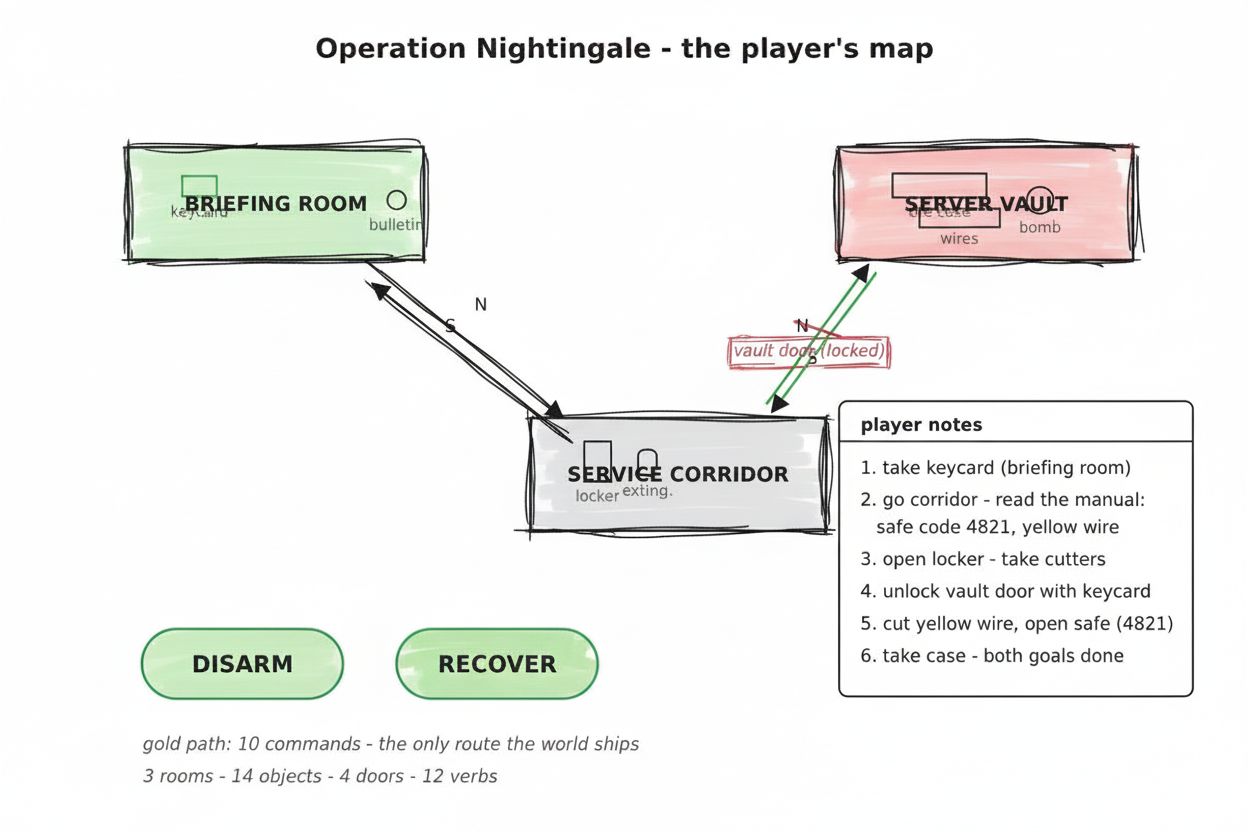 Operation Nightingale - the player's map
BRIEFING ROOM
keycard
bulletin
SERVER VAULT
case
wires
bomb
N
S
N
vault door (locked)
S
SERVICE CORRIDOR
locker
exting.
player notes
1. take keycard (briefing room)
2. go corridor - read the manual:
safe code 4821, yellow wire
3. open locker - take cutters
4. unlock vault door with keycard
5. cut yellow wire, open safe (4821)
6. take case - both goals done
DISARM
RECOVER
gold path: 10 commands - the only route the world ships
3 rooms - 14 objects - 4 doors - 12 verbs